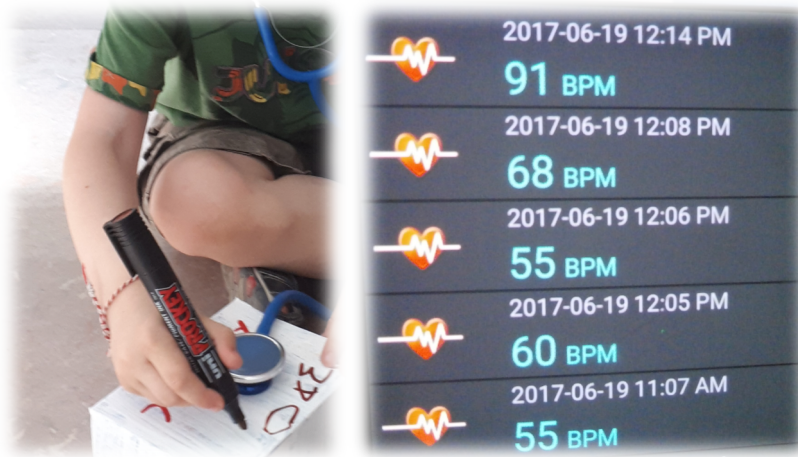 uni
PROCKEY
2017-06-19 12:14 PM
91 BPM
2017-06-19 12:08 PM
68 BPM
2017-06-19 12:06 PM
55 BPM
2017-06-19 12:05 PM
60 BPM
2017-06-19 11:07 AM
55 BPM